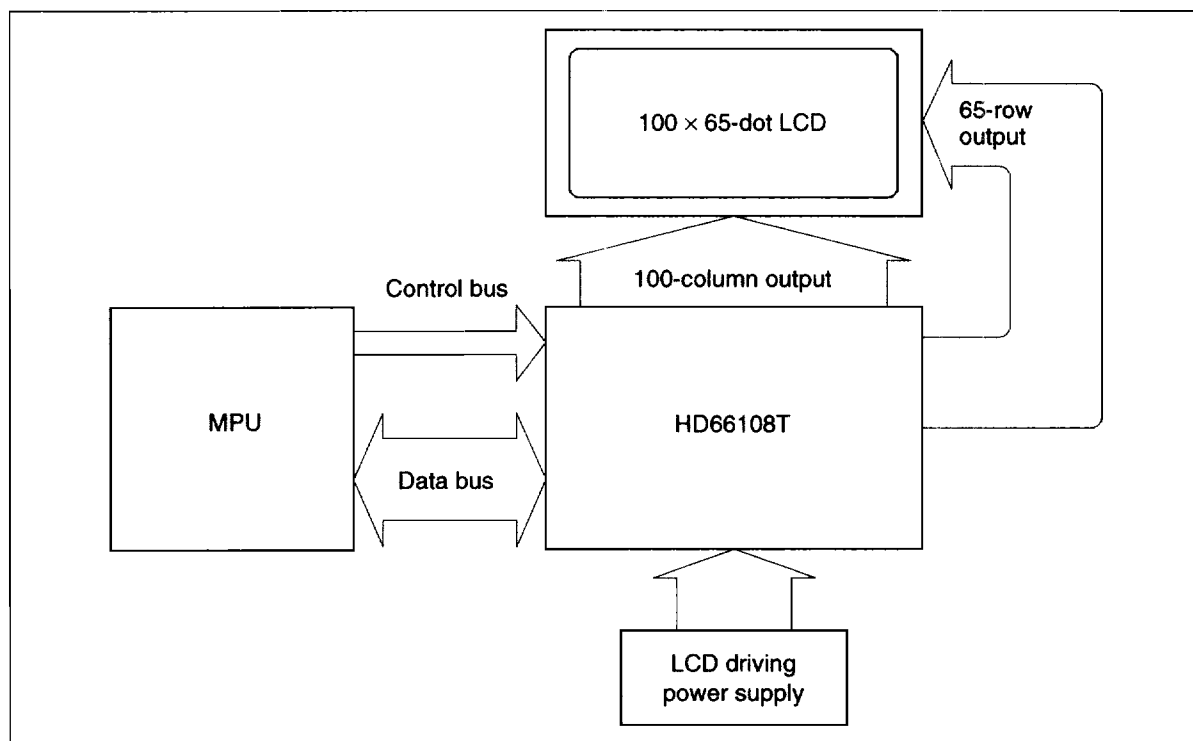 100 × 65-dot LCD
65-row
output
100-column output
Control bus
MPU
HD66108T
Data bus
LCD driving
power supply